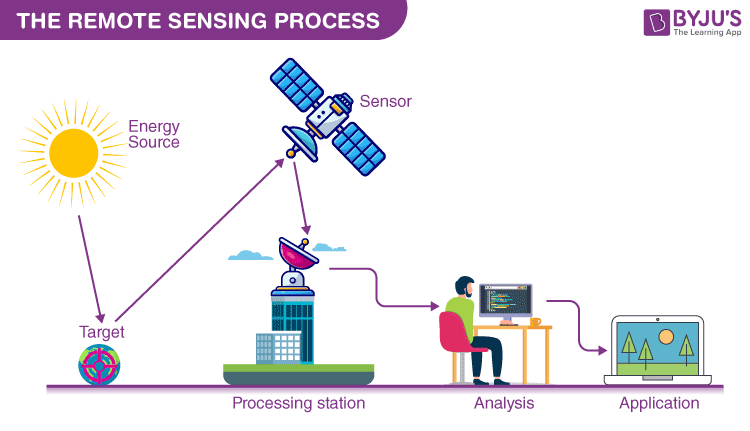 THE REMOTE SENSING PROCESS
BYJU'S
The Learning App
Energy
Source
Sensor
Target
Processing station
Analysis
Application